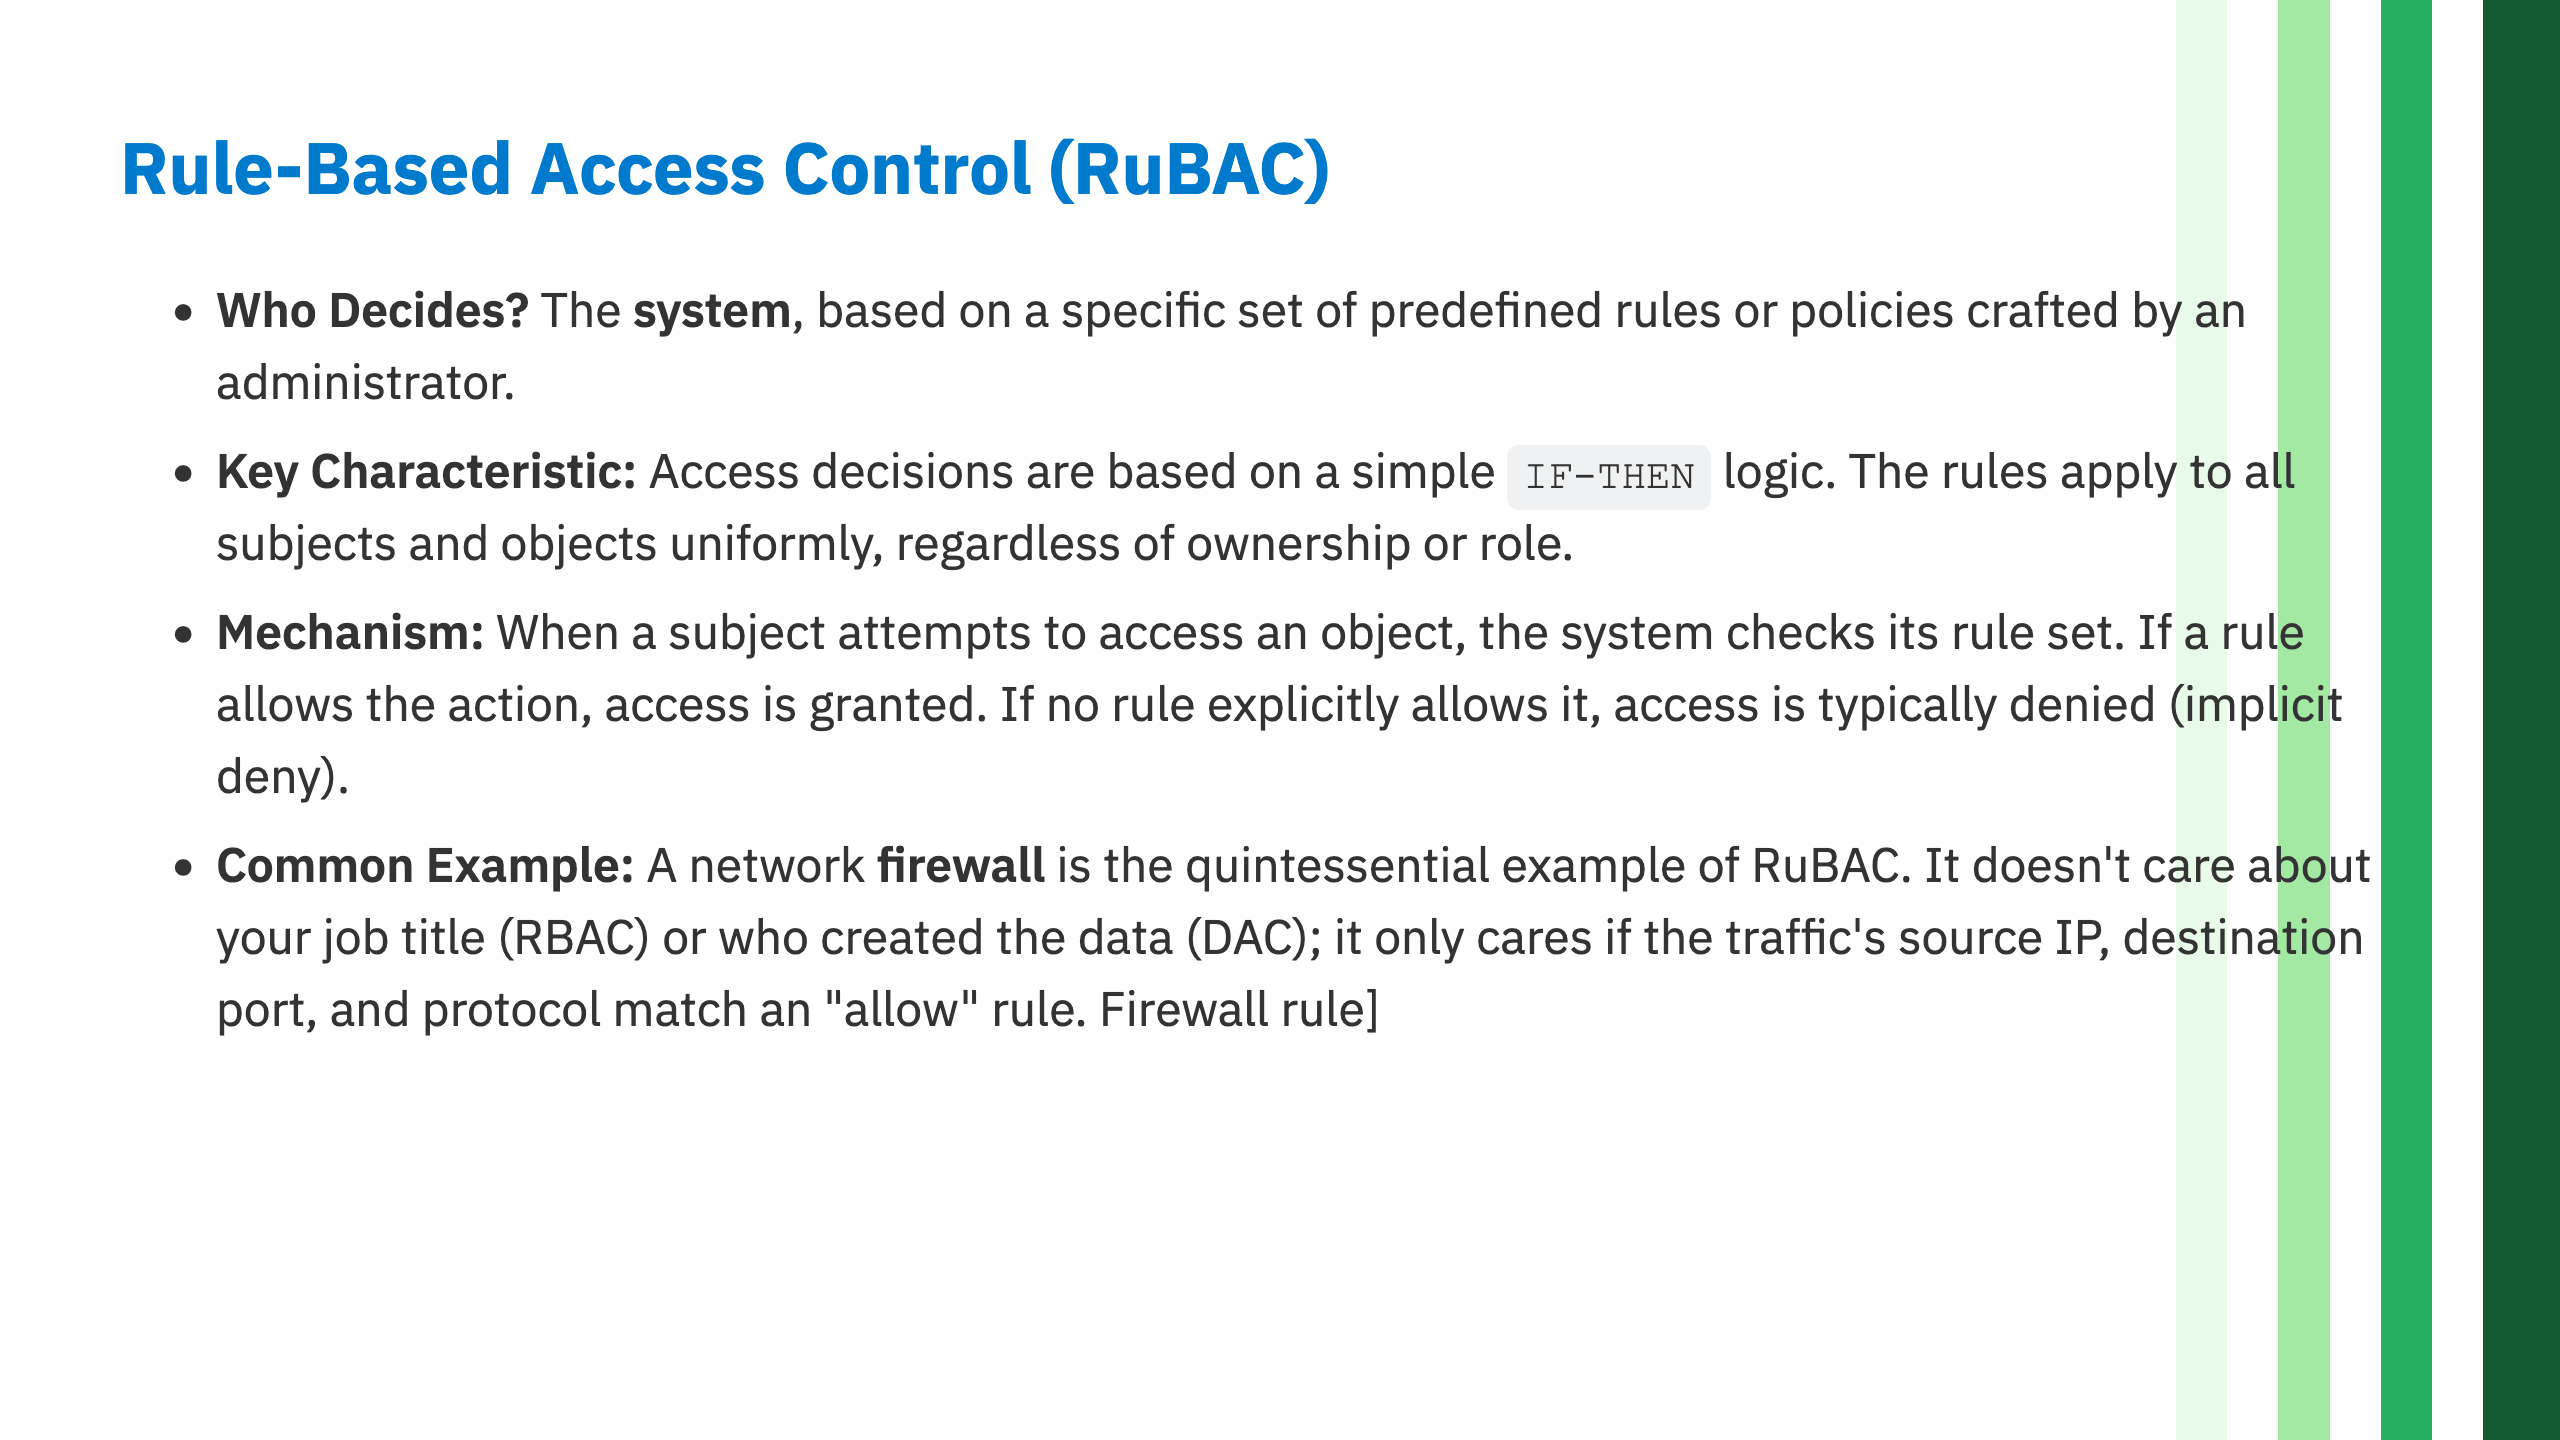 Rule-Based Access Control (RuBAC)
• Who Decides? The system, based on a specific set of predefined rules or policies crafted by an
administrator.
• Key Characteristic: Access decisions are based on a simple IF-THEN logic. The rules apply to all
subjects and objects uniformly, regardless of ownership or role.
• Mechanism: When a subject attempts to access an object, the system checks its rule set. If a rule
allows the action, access is granted. If no rule explicitly allows it, access is typically denied (implicit
deny).
• Common Example: A network firewall is the quintessential example of RuBAC. It doesn't care about
your job title (RBAC) or who created the data (DAC); it only cares if the traffic's source IP, destination
port, and protocol match an "allow" rule. Firewall rule]